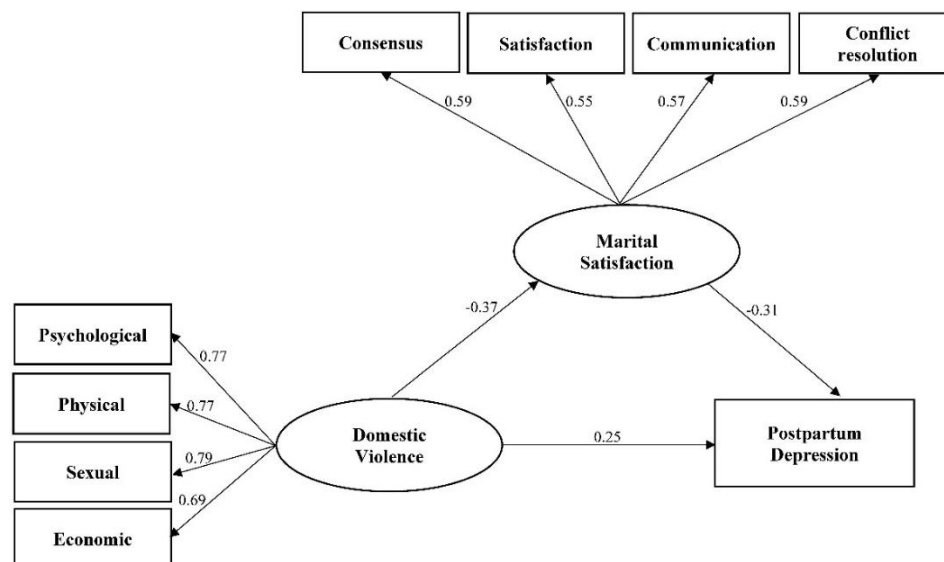 Consensus
Satisfaction
Communication
Conflict
resolution
0.59
0.55
0.57
0.59
Marital
Satisfaction
-0.37
-0.31
Psychological
0.77
Physical
0.77
Domestic
Violence
0.25
Postpartum
Depression
Sexual
0.79
0.69
Economic